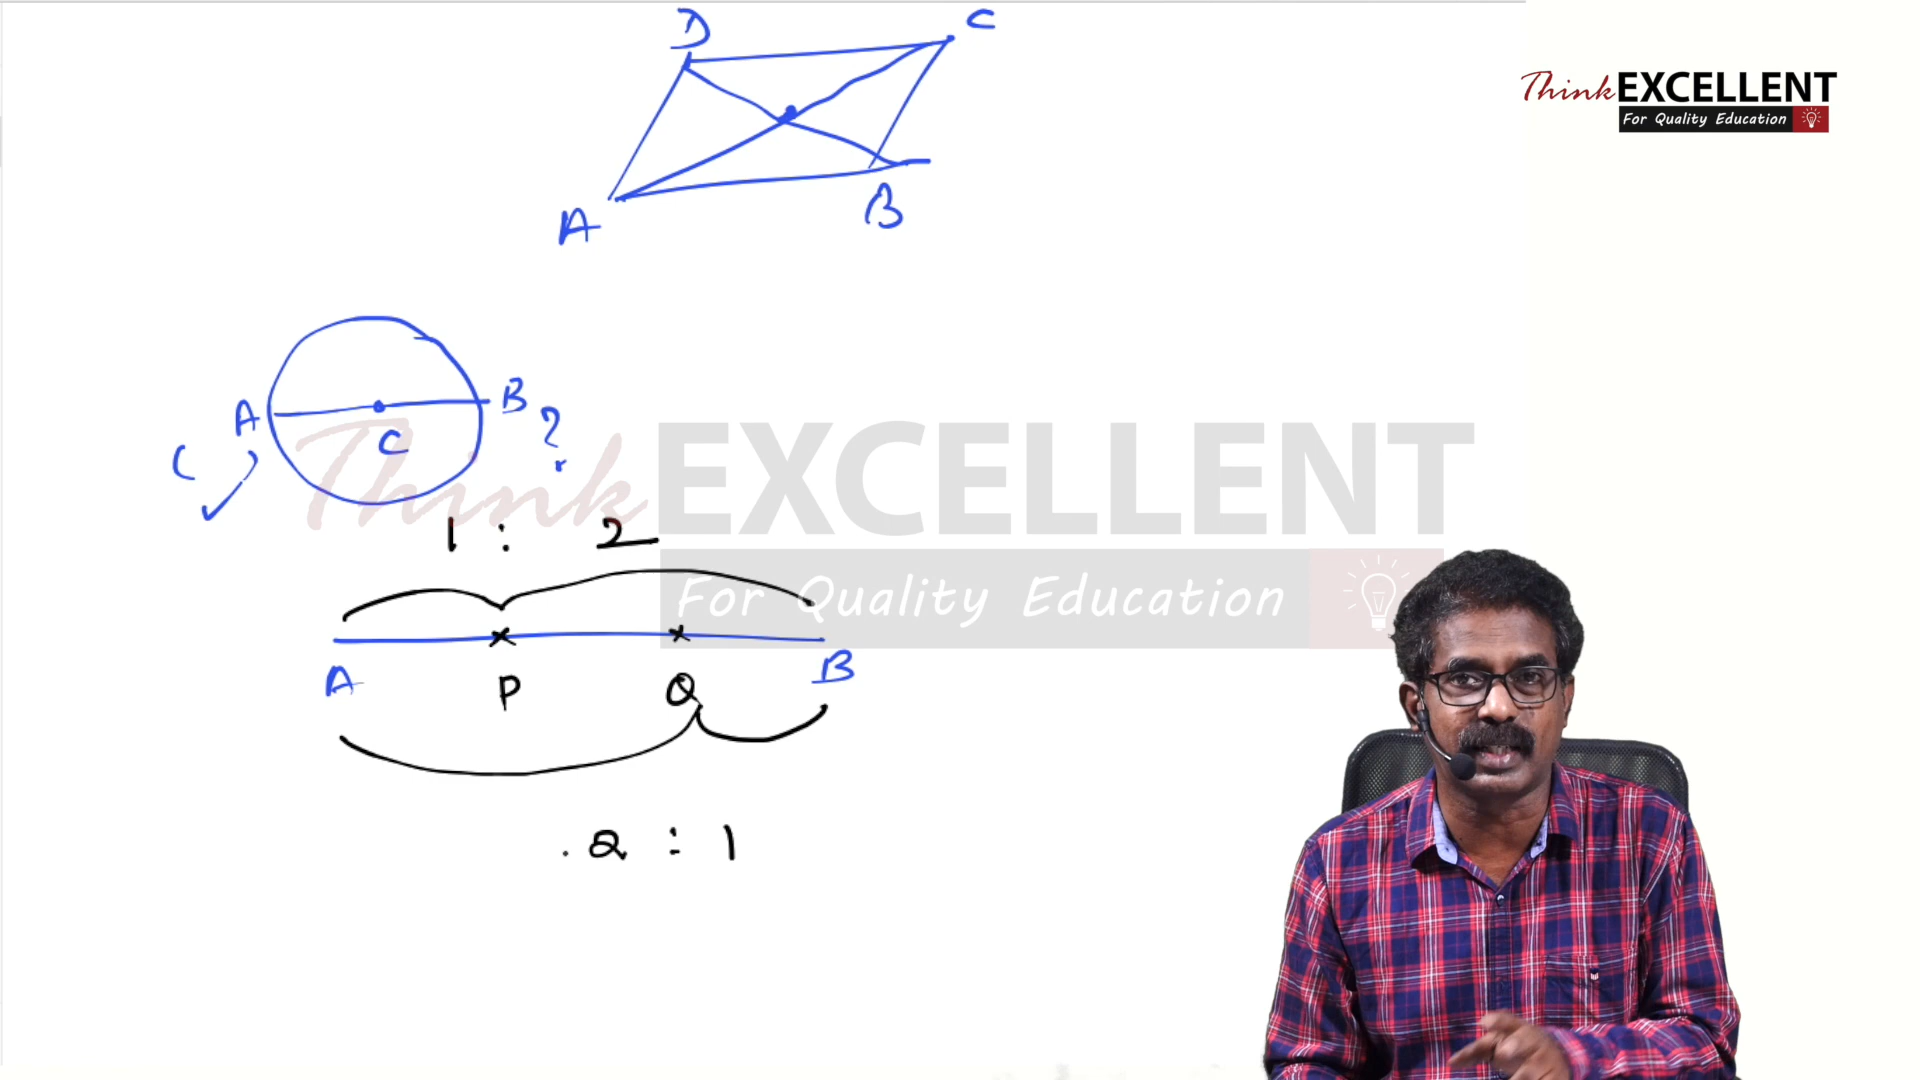 D C
Think EXCELLENT
For Quality Education
A B
A B ?
C
(
Think EXCELLENT
1 : 2
For Quality Education
A P Q B
. 2 : 1